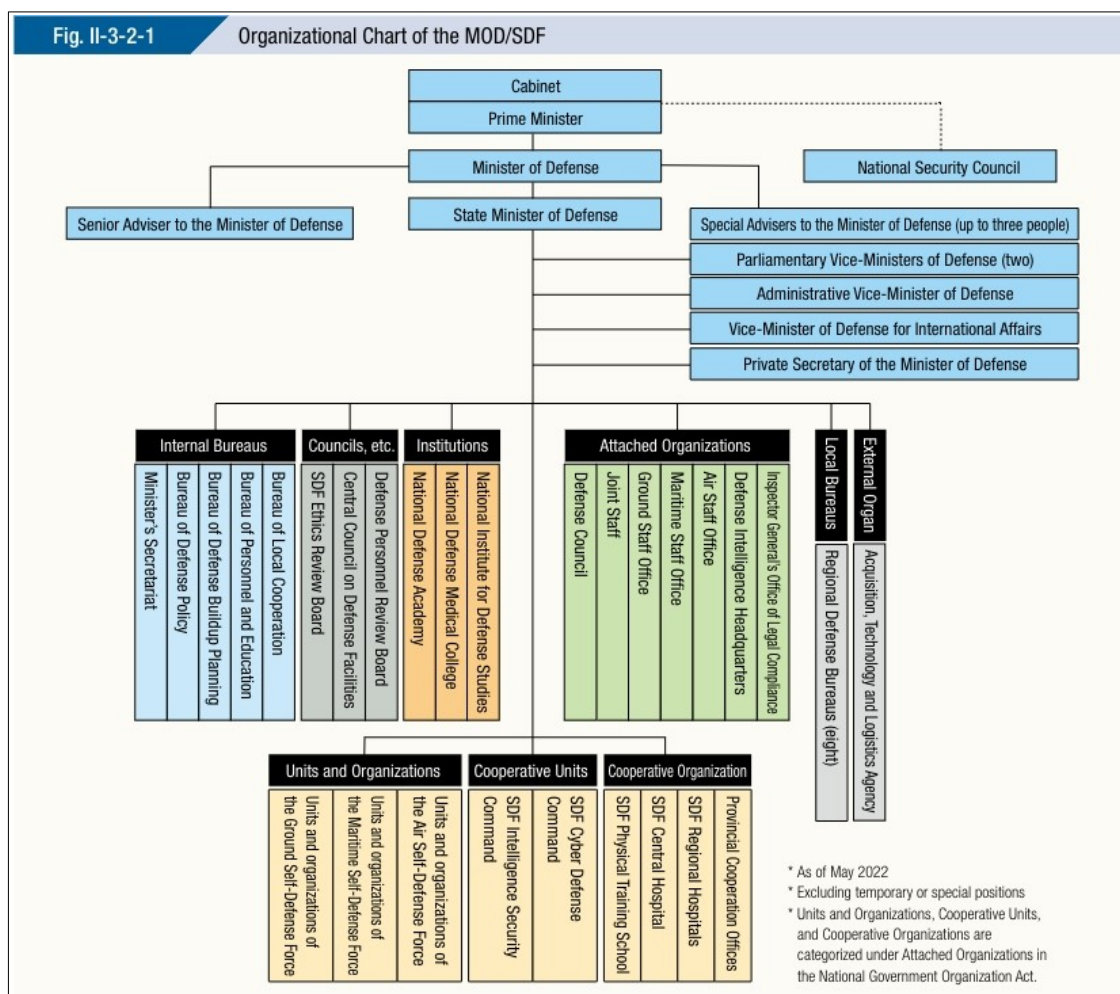 Fig. II-3-2-1
Organizational Chart of the MOD/SDF
Cabinet
Prime Minister
Minister of Defense
National Security Council
State Minister of Defense
Senior Adviser to the Minister of Defense
Special Advisers to the Minister of Defense (up to three people)
Parliamentary Vice-Ministers of Defense (two)
Administrative Vice-Minister of Defense
Vice-Minister of Defense for International Affairs
Private Secretary of the Minister of Defense
Internal Bureaus
Minister's Secretariat
Bureau of Defense Policy
Bureau of Defense Buildup Planning
Bureau of Personnel and Education
Bureau of Local Cooperation
Councils, etc.
SDF Ethics Review Board
Central Council on Defense Facilities
Defense Personnel Review Board
Institutions
National Defense Academy
National Defense Medical College
National Institute for Defense Studies
Attached Organizations
Defense Council
Joint Staff
Ground Staff Office
Maritime Staff Office
Air Staff Office
Defense Intelligence Headquarters
Inspector General's Office of Legal Compliance
Local Bureaus
Regional Defense Bureaus (eight)
External Organ
Acquisition, Technology and Logistics Agency
Units and Organizations
Units and organizations of
the Ground Self-Defense Force
Units and organizations of
the Maritime Self-Defense Force
Units and organizations of
the Air Self-Defense Force
Cooperative Units
SDF Intelligence Security
Command
SDF Cyber Defense
Command
Cooperative Organization
SDF Physical Training School
SDF Central Hospital
SDF Regional Hospitals
Provincial Cooperation Offices
* As of May 2022
* Excluding temporary or special positions
* Units and Organizations, Cooperative Units,
and Cooperative Organizations are
categorized under Attached Organizations in
the National Government Organization Act.